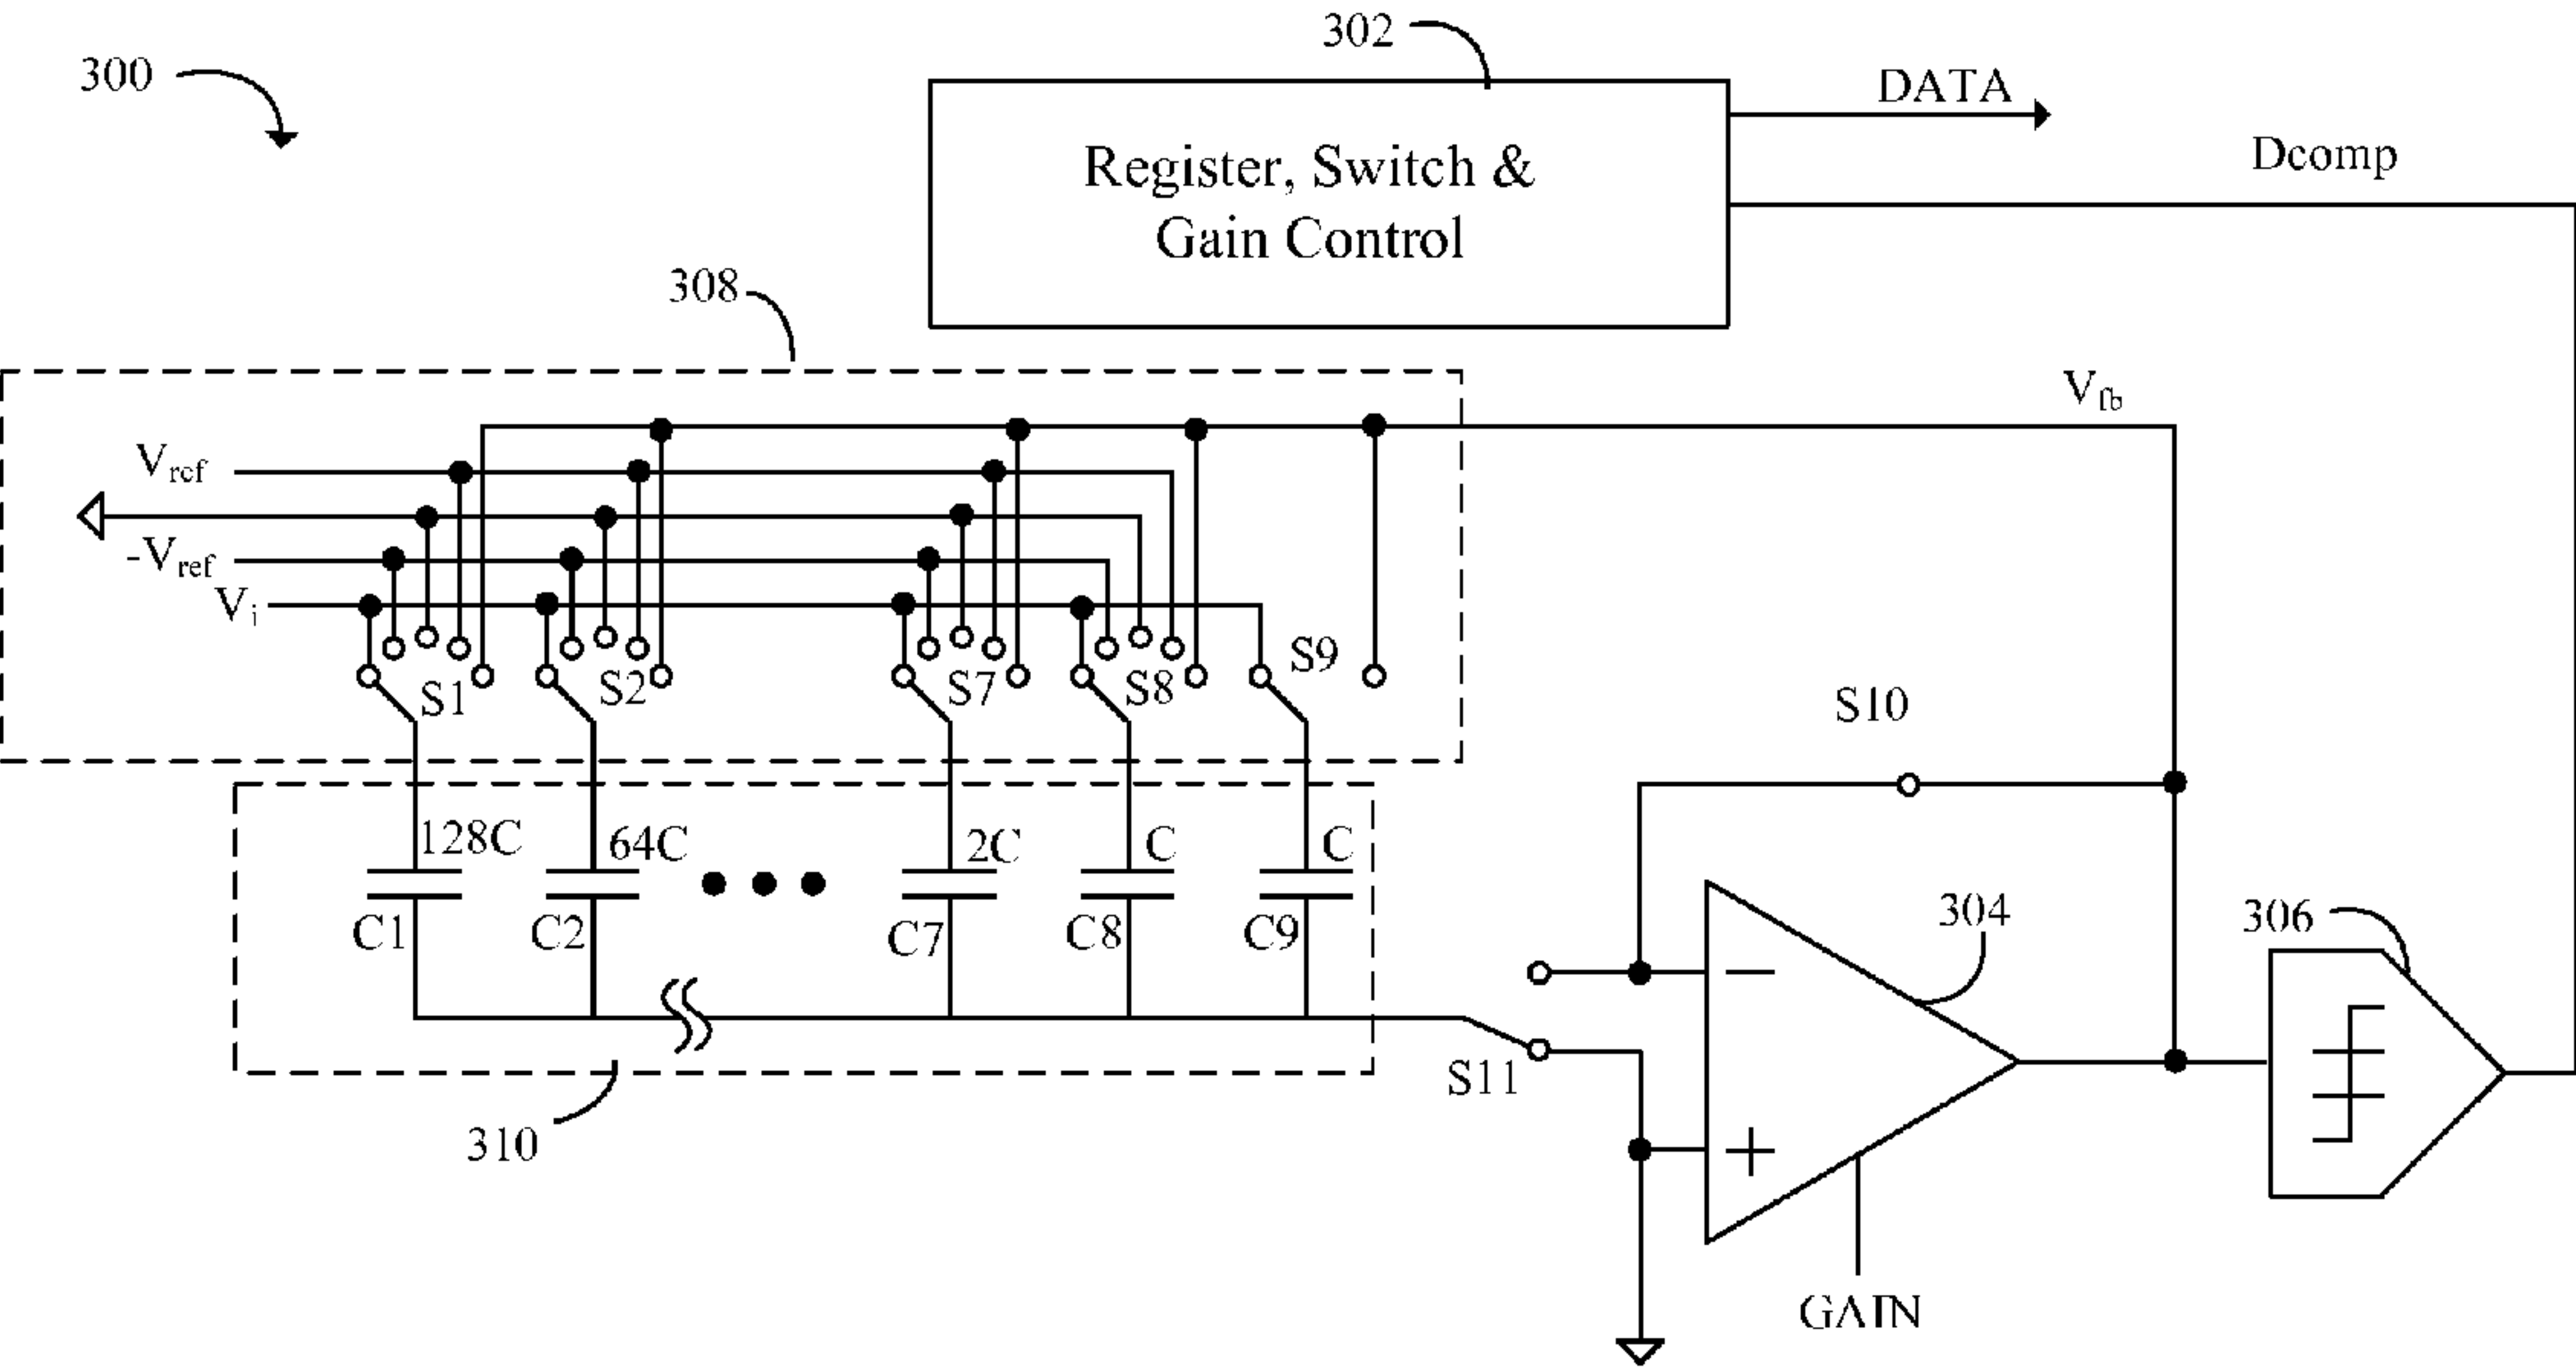 302
300
DATA
Dcomp
Register, Switch &
Gain Control
308
Vfb
Vref
-Vref
Vi
S1
S2
S7
S8
S9
S10
128C
64C
2C
C
C
C1
C2
C7
C8
C9
304
306
S11
310
GAIN